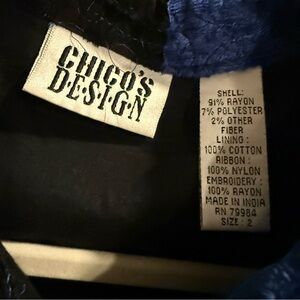 CHICO'S
D·E·S·I·G·N
SHELL:
91% RAYON
7% POLYESTER
2% OTHER
FIBER
LINING :
100% COTTON
RIBBON :
100% NYLON
EMBROIDERY :
100% RAYON
MADE IN INDIA
RN 79984
SIZE : 2